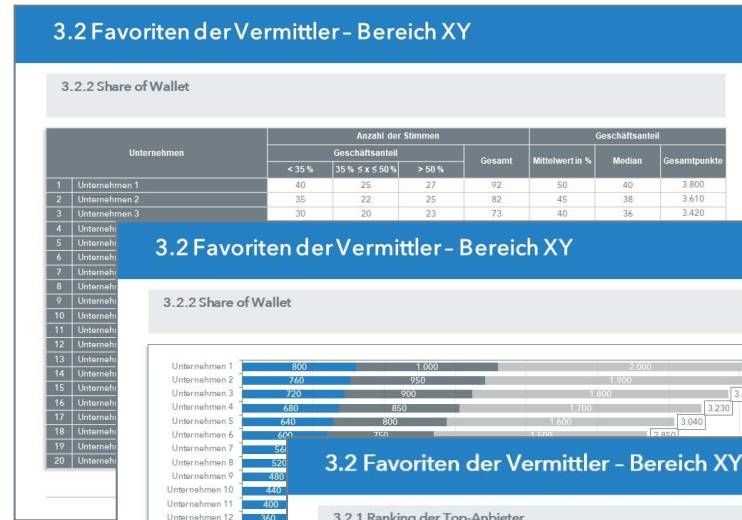 3.2 Favoriten der Vermittler – Bereich XY
3.2.2 Share of Wallet
Unternehmen Anzahl der Stimmen Geschäftsanteil
Geschäftsanteil Gesamt Mittelwert in % Median Gesamtpunkte
< 35 % 35 % ≤ x ≤ 50 % > 50 %
1 Unternehmen 1 40 25 27 92 50 40 3.800
2 Unternehmen 2 35 22 25 82 45 38 3.610
3 Unternehmen 3 30 20 23 73 40 36 3.420
4
5
6
7
8
9
10
11
12
13
14
15
16
17
18
19
20
3.2 Favoriten der Vermittler – Bereich XY
3.2.2 Share of Wallet
Unternehmen 1 800 1.000 2.000
Unternehmen 2 760 950 1.900
Unternehmen 3 720 900 1.800
Unternehmen 4 680 850 1.700 3.230
Unternehmen 5 640 800 1.600 3.040
Unternehmen 6 600 750 1.500 2.850
Unternehmen 7 560
Unternehmen 8 520
Unternehmen 9 480
Unternehmen 10 440
Unternehmen 11 400
Unternehmen 12 360
3.2 Favoriten der Vermittler – Bereich XY
3.2.1 Ranking der Top-Anbieter